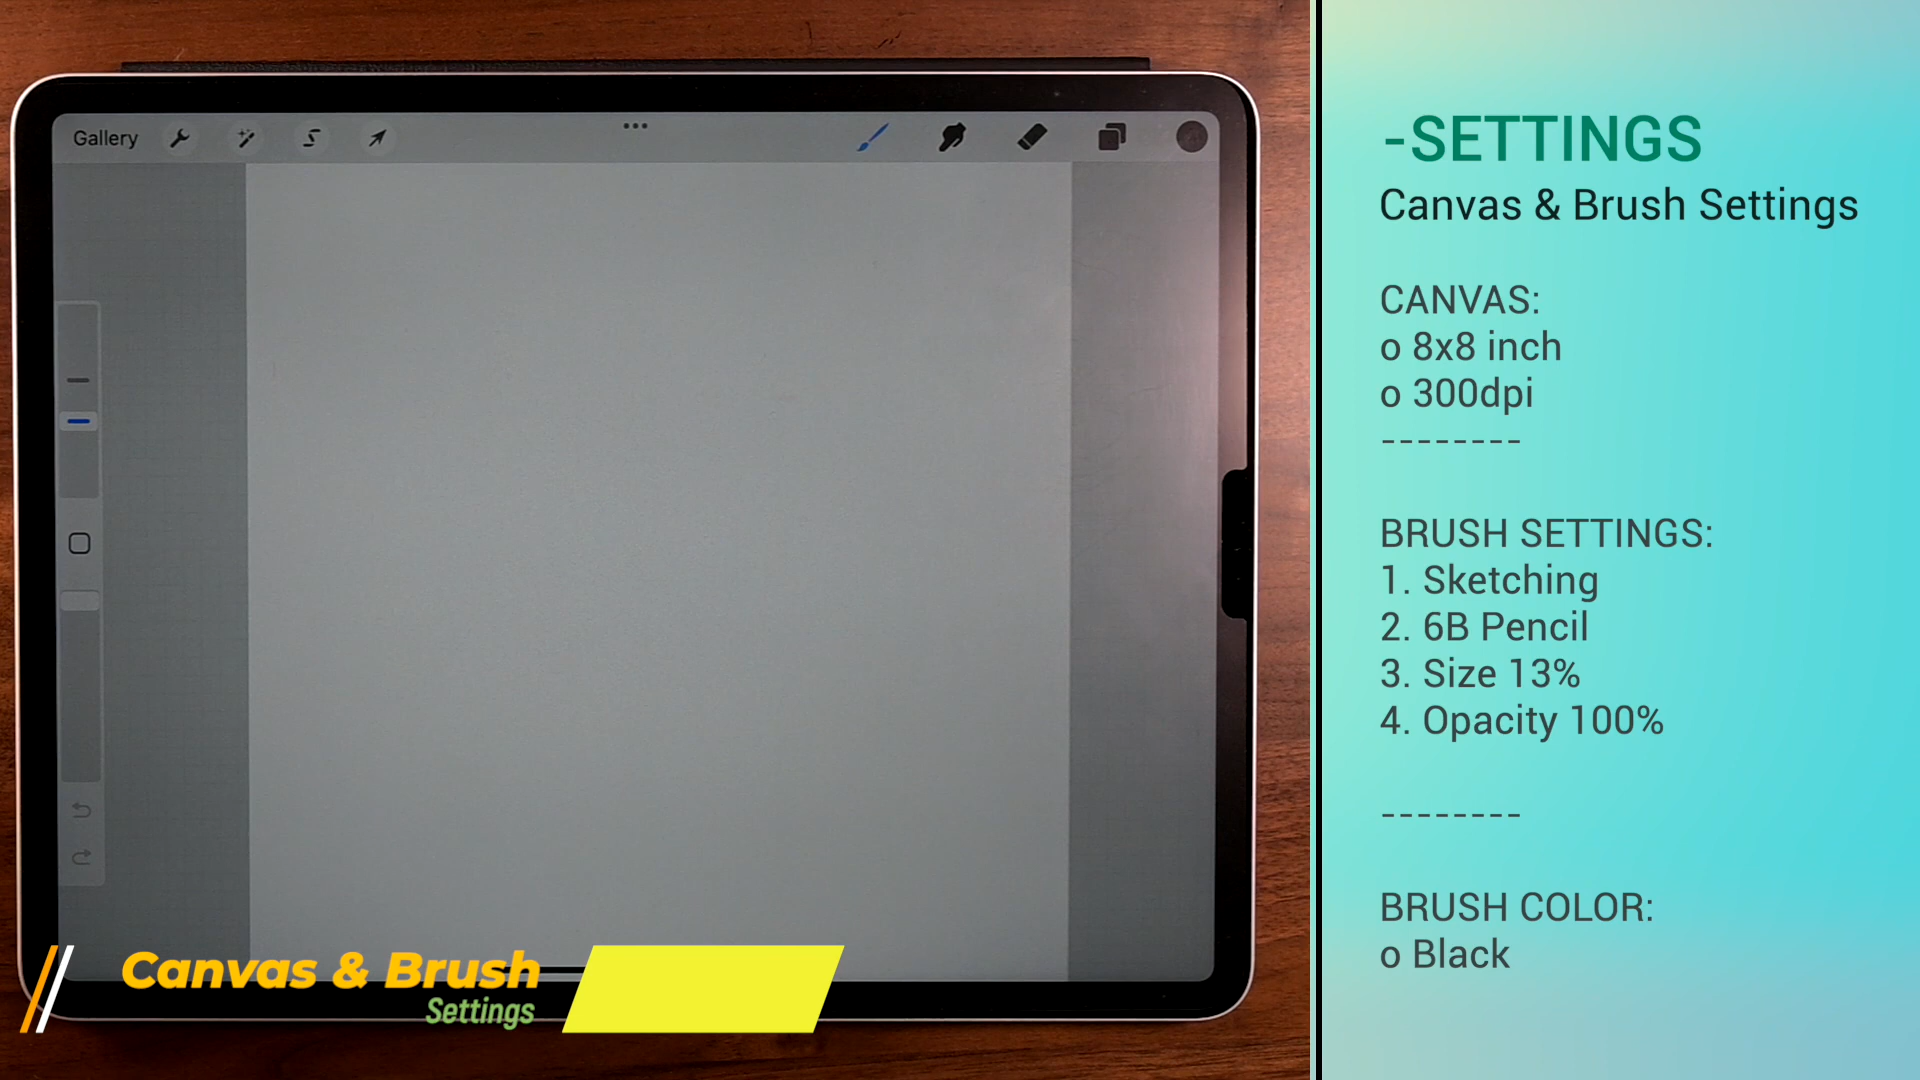 Gallery
-SETTINGS
Canvas & Brush Settings
CANVAS:
o 8x8 inch
o 300dpi
--------
BRUSH SETTINGS:
1. Sketching
2. 6B Pencil
3. Size 13%
4. Opacity 100%
--------
BRUSH COLOR:
o Black
Canvas & Brush
Settings